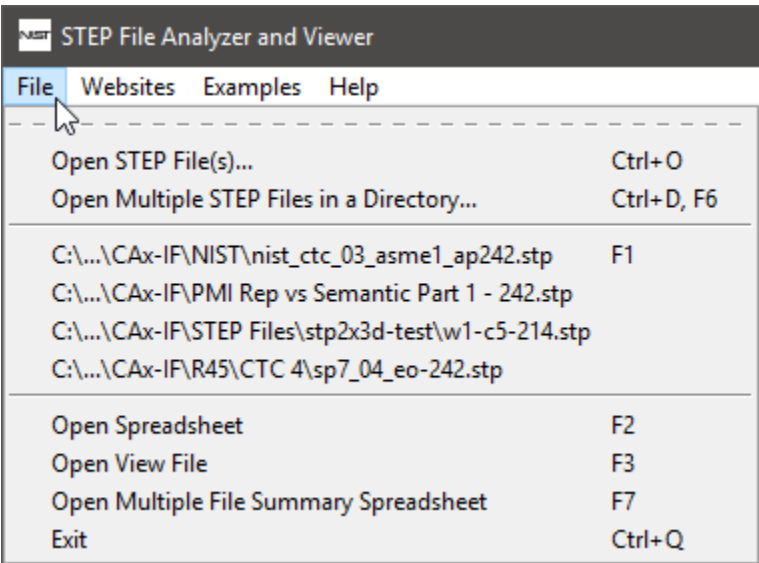 NIST STEP File Analyzer and Viewer
File Websites Examples Help
Open STEP File(s)... Ctrl+O
Open Multiple STEP Files in a Directory... Ctrl+D, F6
C:\...\CAx-IF\NIST\nist_ctc_03_asme1_ap242.stp F1
C:\...\CAx-IF\PMI Rep vs Semantic Part 1 - 242.stp
C:\...\CAx-IF\STEP Files\stp2x3d-test\w1-c5-214.stp
C:\...\CAx-IF\R45\CTC 4\sp7_04_eo-242.stp
Open Spreadsheet F2
Open View File F3
Open Multiple File Summary Spreadsheet F7
Exit Ctrl+Q